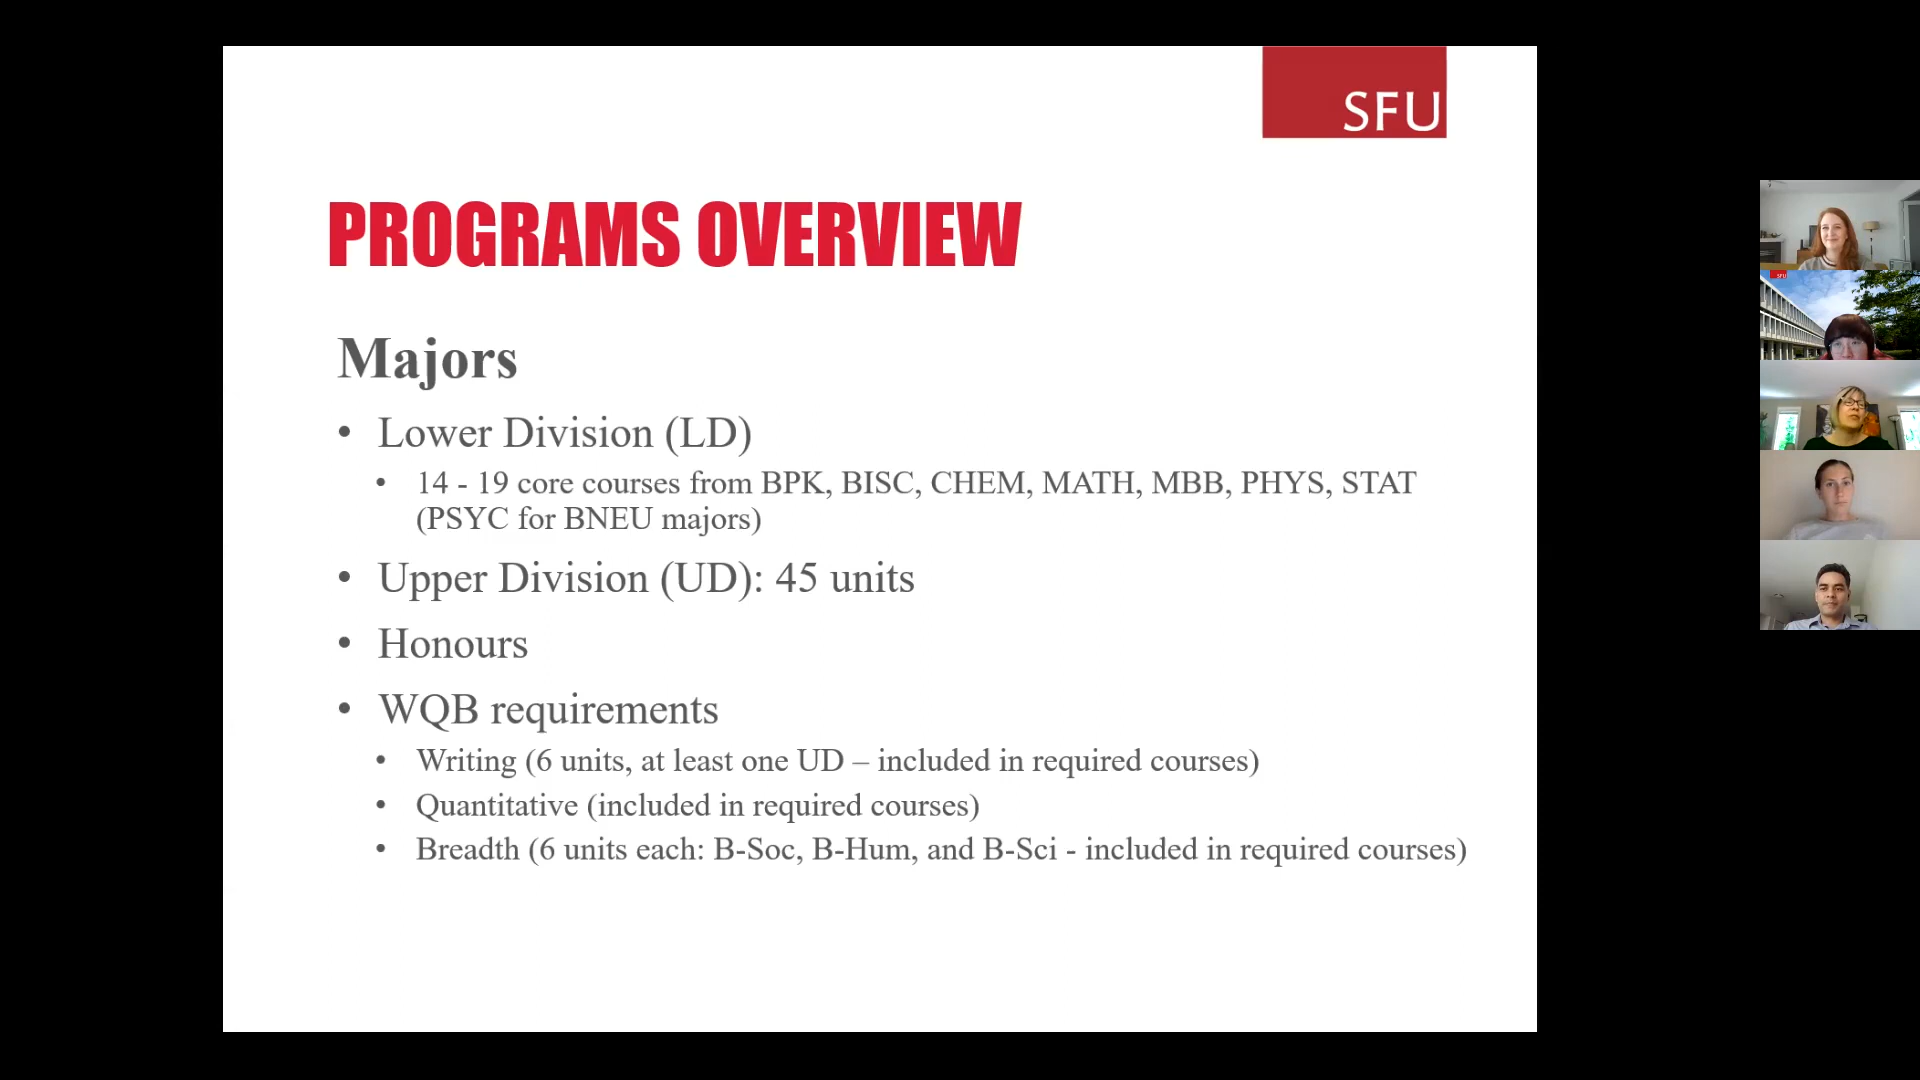 SFU
PROGRAMS OVERVIEW
Majors
• Lower Division (LD)
• 14 - 19 core courses from BPK, BISC, CHEM, MATH, MBB, PHYS, STAT
(PSYC for BNEU majors)
• Upper Division (UD): 45 units
• Honours
• WQB requirements
• Writing (6 units, at least one UD – included in required courses)
• Quantitative (included in required courses)
• Breadth (6 units each: B-Soc, B-Hum, and B-Sci - included in required courses)
SFU